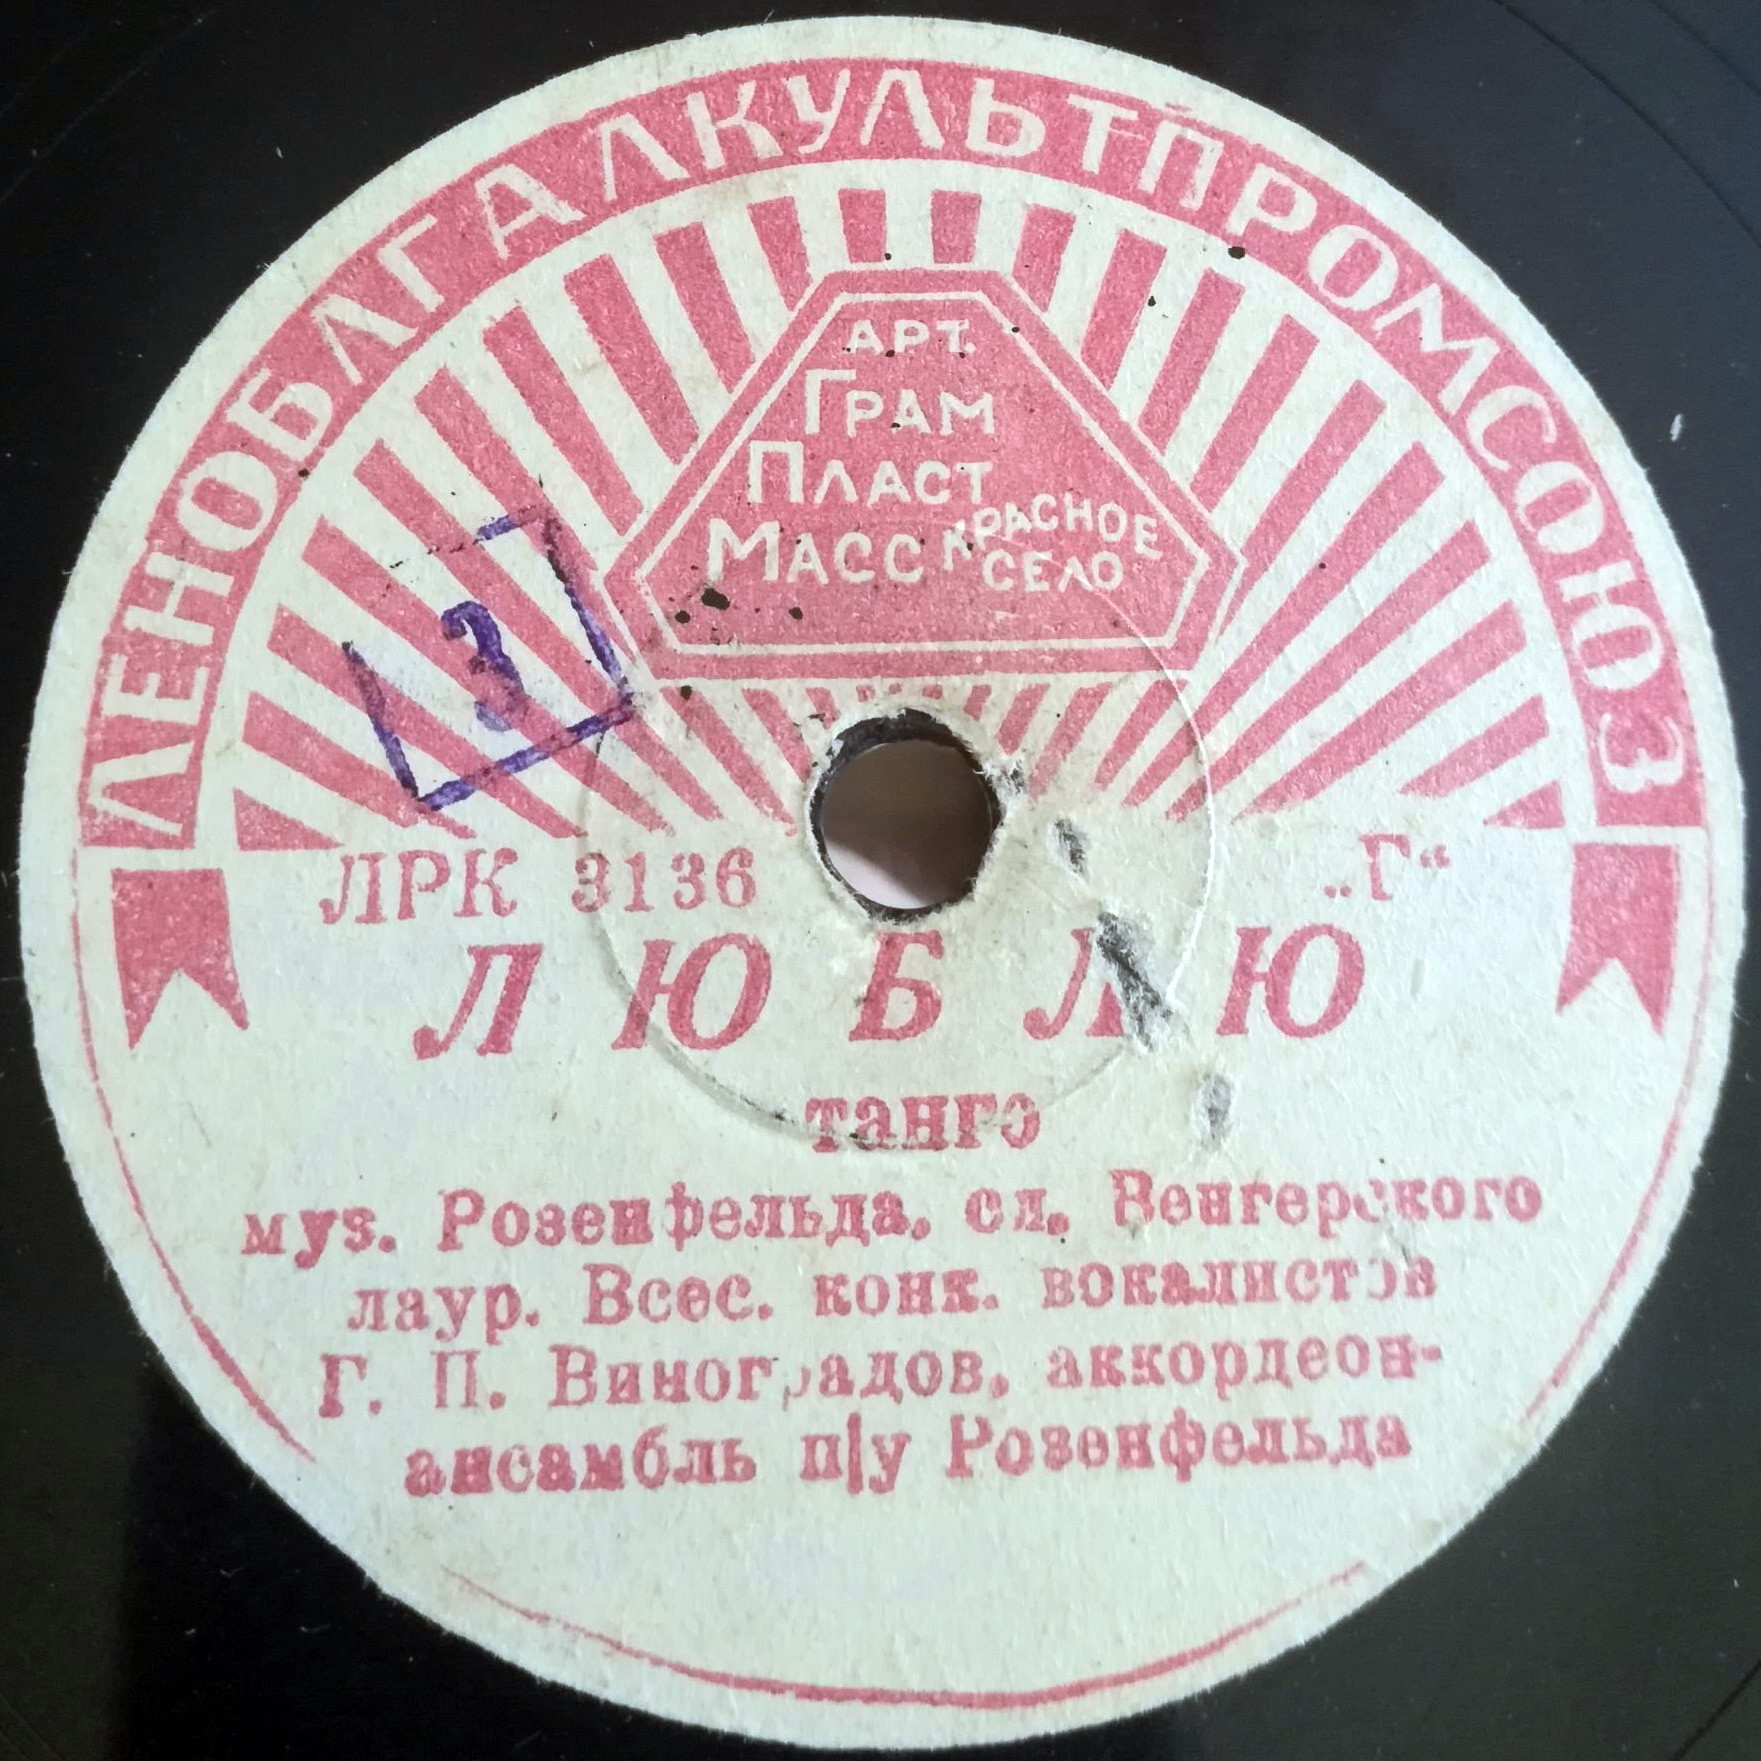 ЛЕНОБЛГАЛКУЛЬТПРОМСОЮЗ
АРТ.
ГРАМ
ПЛАСТ
МАСС КРАСНОЕ
СЕЛО
3
ЛРК 3136 „Г“
ЛЮБЛЮ
танго
муз. Розенфельда, сл. Венгерского
лаур. Всес. конк. вокалистов
Г. П. Виноградов, аккордеон-
ансамбль п/у Розенфельда